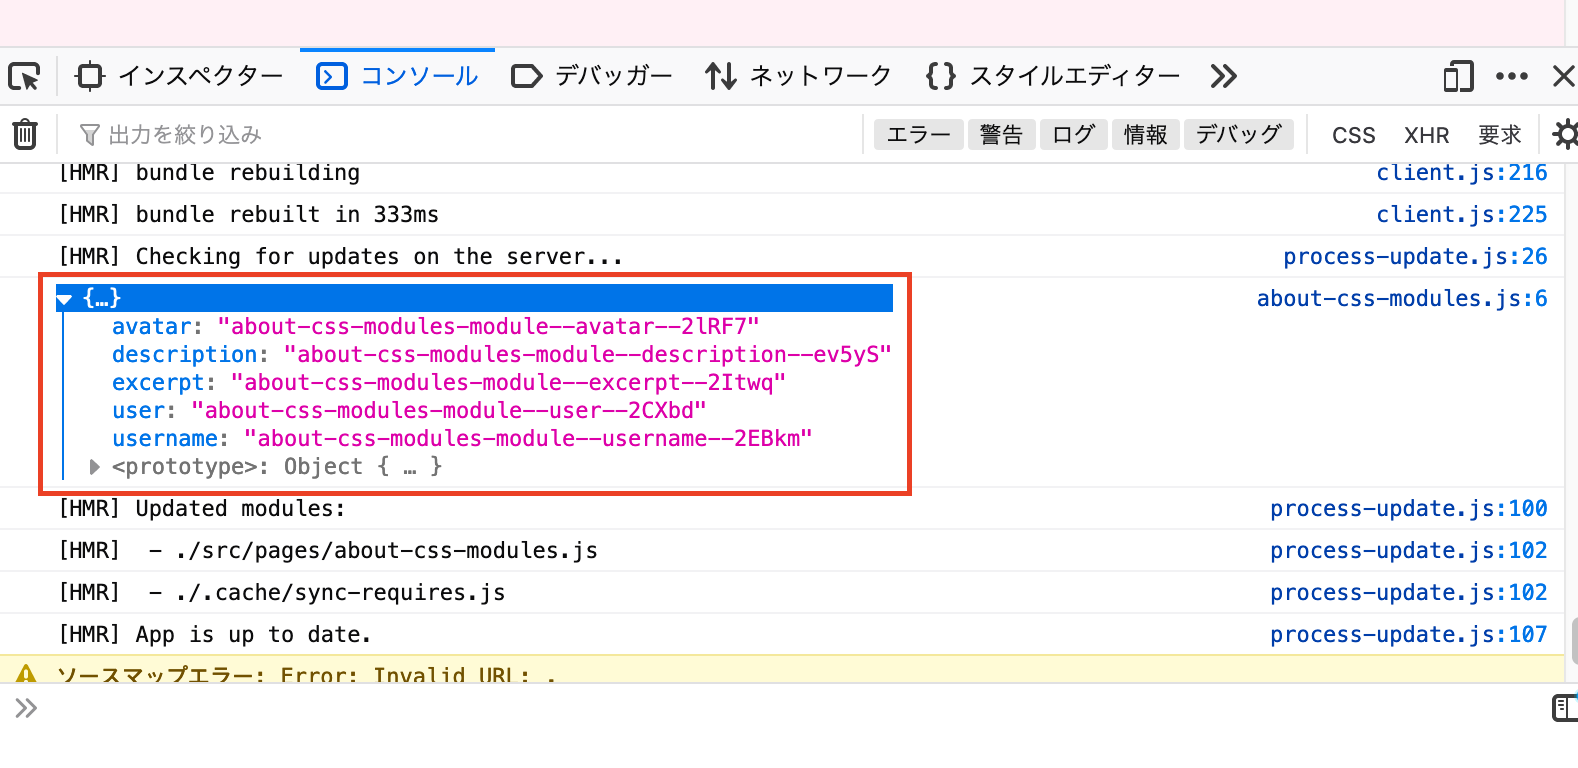 インスペクター コンソール デバッガー ネットワーク スタイルエディター
出力を絞り込み エラー 警告 ログ 情報 デバッグ CSS XHR 要求
[HMR] bundle rebuilding client.js:216
[HMR] bundle rebuilt in 333ms client.js:225
[HMR] Checking for updates on the server... process-update.js:26
{…} about-css-modules.js:6
avatar: "about-css-modules-module--avatar--2lRF7"
description: "about-css-modules-module--description--ev5yS"
excerpt: "about-css-modules-module--excerpt--2Itwq"
user: "about-css-modules-module--user--2CXbd"
username: "about-css-modules-module--username--2EBkm"
<prototype>: Object { … }
[HMR] Updated modules: process-update.js:100
[HMR]  - ./src/pages/about-css-modules.js process-update.js:102
[HMR]  - ./.cache/sync-requires.js process-update.js:102
[HMR] App is up to date. process-update.js:107
ソースマップエラー: Error: Invalid URL: .